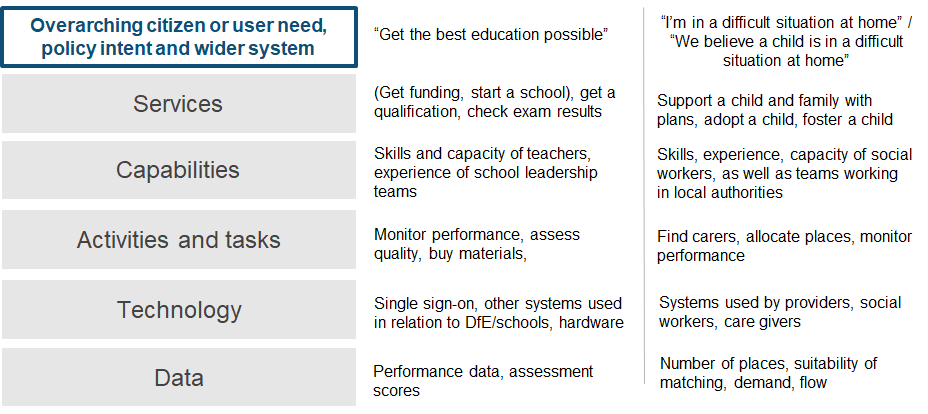 Overarching citizen or user need,
policy intent and wider system
“Get the best education possible”
“I’m in a difficult situation at home” /
“We believe a child is in a difficult
situation at home”
Services
(Get funding, start a school), get a
qualification, check exam results
Support a child and family with
plans, adopt a child, foster a child
Capabilities
Skills and capacity of teachers,
experience of school leadership
teams
Skills, experience, capacity of social
workers, as well as teams working
in local authorities
Activities and tasks
Monitor performance, assess
quality, buy materials,
Find carers, allocate places, monitor
performance
Technology
Single sign-on, other systems used
in relation to DfE/schools, hardware
Systems used by providers, social
workers, care givers
Data
Performance data, assessment
scores
Number of places, suitability of
matching, demand, flow